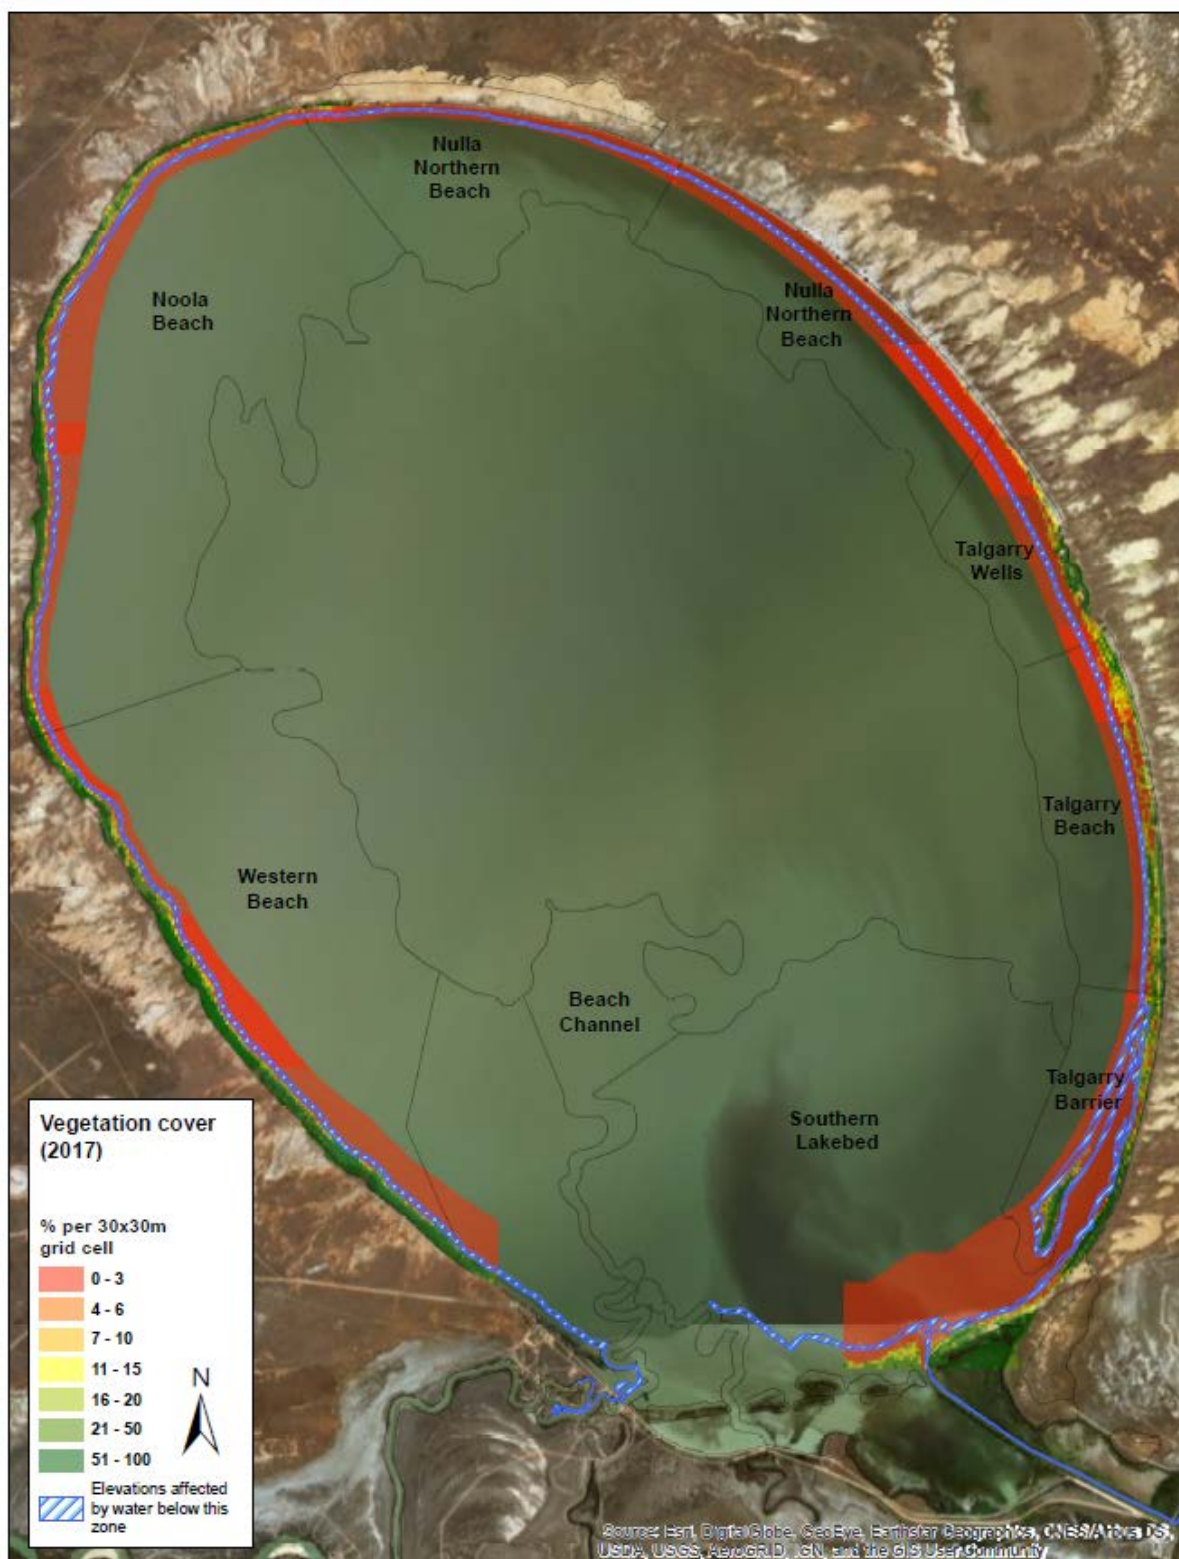 Nulla
Northern
Beach
Noola
Beach
Nulla
Northern
Beach
Talgarry
Wells
Talgarry
Beach
Western
Beach
Beach
Channel
Talgarry
Barrier
Southern
Lakebed
Vegetation cover
(2017)
% per 30x30m
grid cell
0 - 3
4 - 6
7 - 10
11 - 15
16 - 20
21 - 50
51 - 100
Elevations affected
by water below this
zone
N
Source: Esri, DigitalGlobe, GeoEye, Earthstar Geographics, CNES/Airbus DS,
USDA, USGS, AeroGRID, IGN, and the GIS User Community